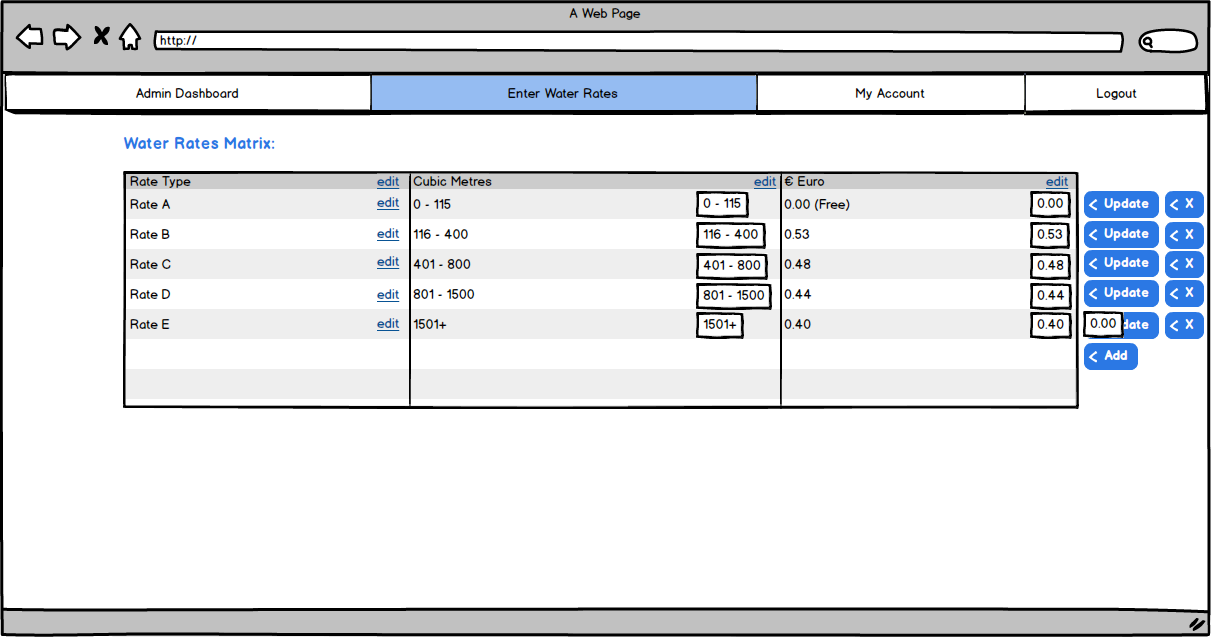 A Web Page
http://
Admin Dashboard Enter Water Rates My Account Logout
Water Rates Matrix:
Rate Type edit Cubic Metres edit € Euro edit
Rate A edit 0 - 115 0 - 115 0.00 (Free) 0.00 < Update < X
Rate B edit 116 - 400 116 - 400 0.53 0.53 < Update < X
Rate C edit 401 - 800 401 - 800 0.48 0.48 < Update < X
Rate D edit 801 - 1500 801 - 1500 0.44 0.44 < Update < X
Rate E edit 1501+ 1501+ 0.40 0.40 0.00 date < X
< Add